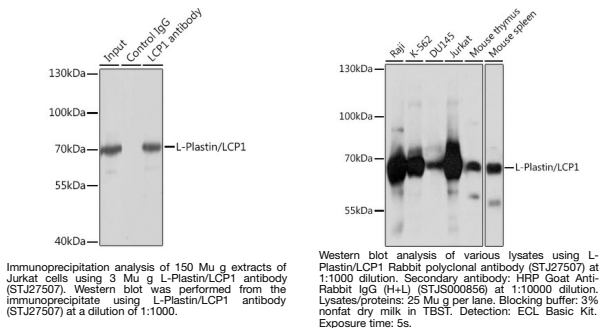 Input
Control IgG
LCP1 antibody
130kDa
100kDa
70kDa
55kDa
40kDa
L-Plastin/LCP1
Immunoprecipitation analysis of 150 Mu g extracts of
Jurkat cells using 3 Mu g L-Plastin/LCP1 antibody
(STJ27507). Western blot was performed from the
immunoprecipitate using L-Plastin/LCP1 antibody
(STJ27507) at a dilution of 1:1000.
Raji
K-562
DU145
Jurkat
Mouse thymus
Mouse spleen
130kDa
100kDa
70kDa
55kDa
L-Plastin/LCP1
Western blot analysis of various lysates using L-
Plastin/LCP1 Rabbit polyclonal antibody (STJ27507) at
1:1000 dilution. Secondary antibody: HRP Goat Anti-
Rabbit IgG (H+L) (STJS000856) at 1:10000 dilution.
Lysates/proteins: 25 Mu g per lane. Blocking buffer: 3%
nonfat dry milk in TBST. Detection: ECL Basic Kit.
Exposure time: 5s.